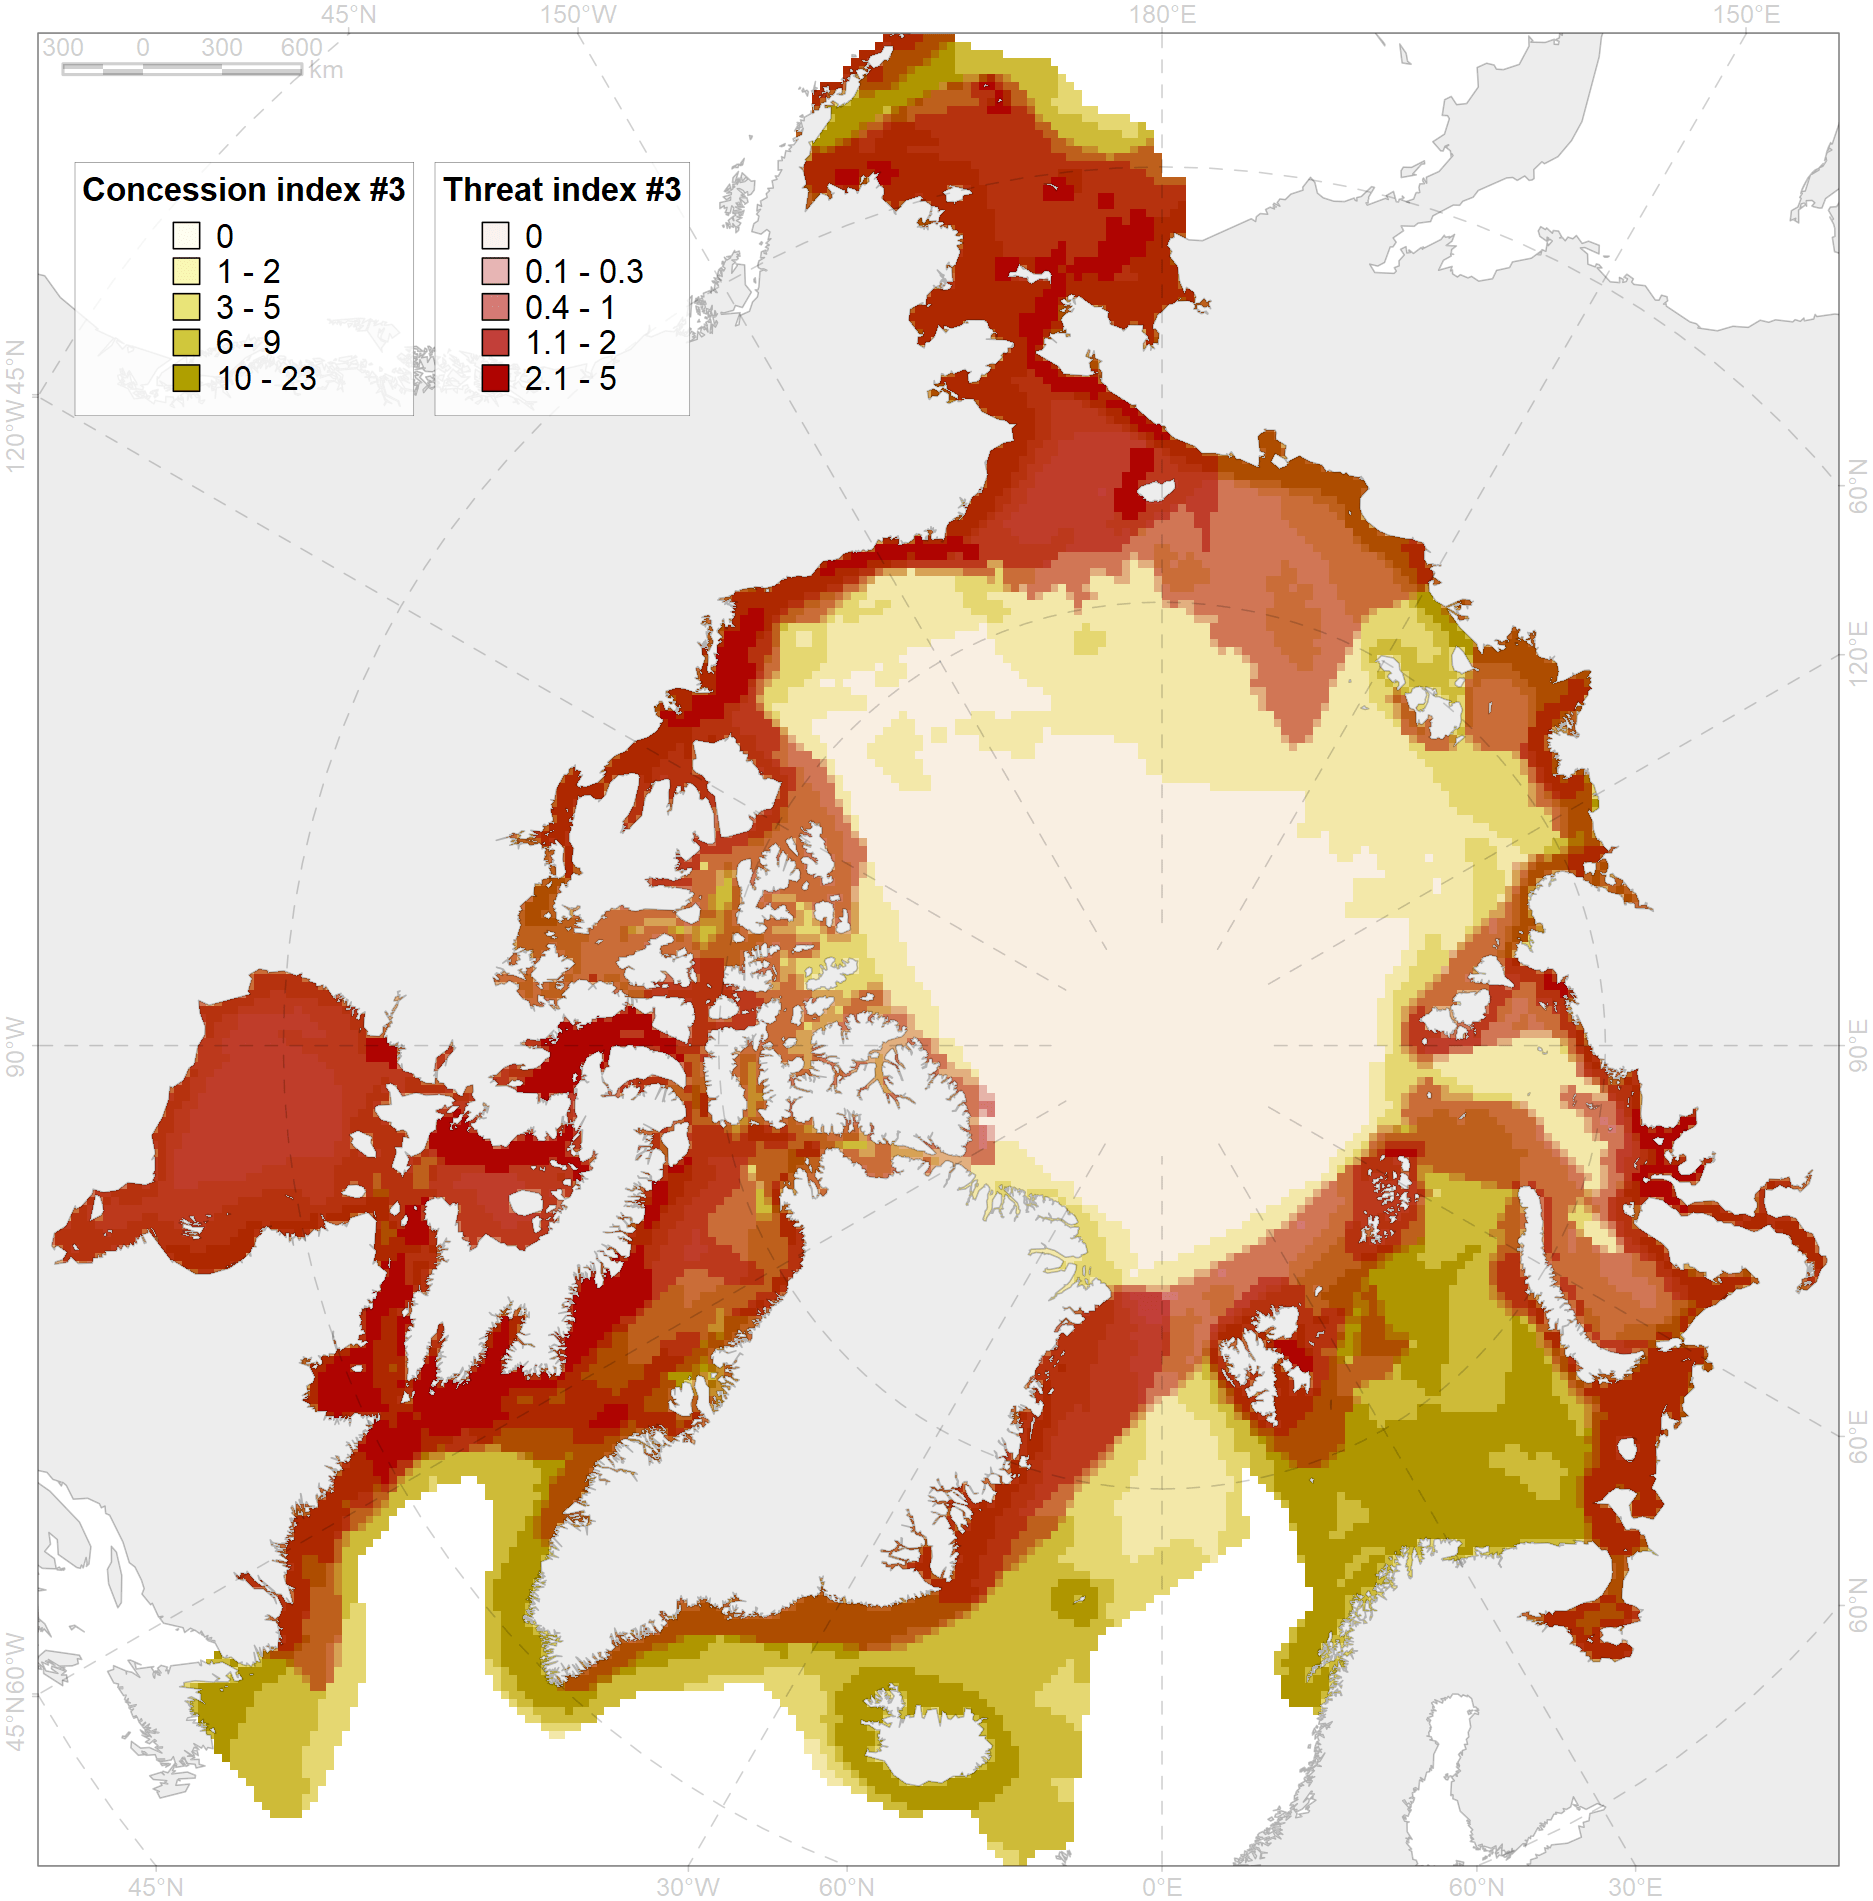 45°N 150°W 180°E 150°E
300 0 300 600
km
Concession index #3
0
1 - 2
3 - 5
6 - 9
10 - 23
Threat index #3
0
0.1 - 0.3
0.4 - 1
1.1 - 2
2.1 - 5
45°N
120°W
90°W
60°W
45°N
60°N
120°E
90°E
60°E
60°N
45°N 30°W 60°N 0°E 60°N 30°E